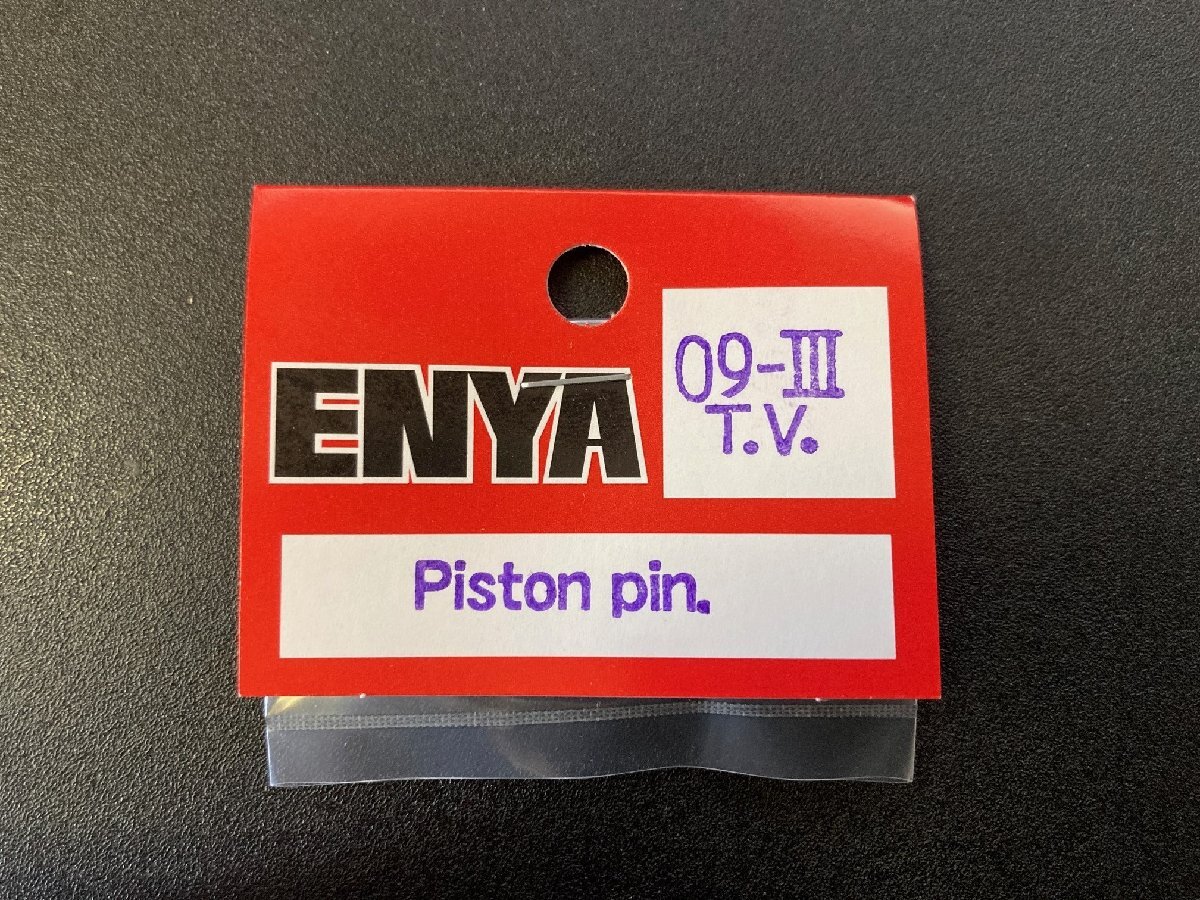 ENYA
09-III
T.V.
Piston pin.